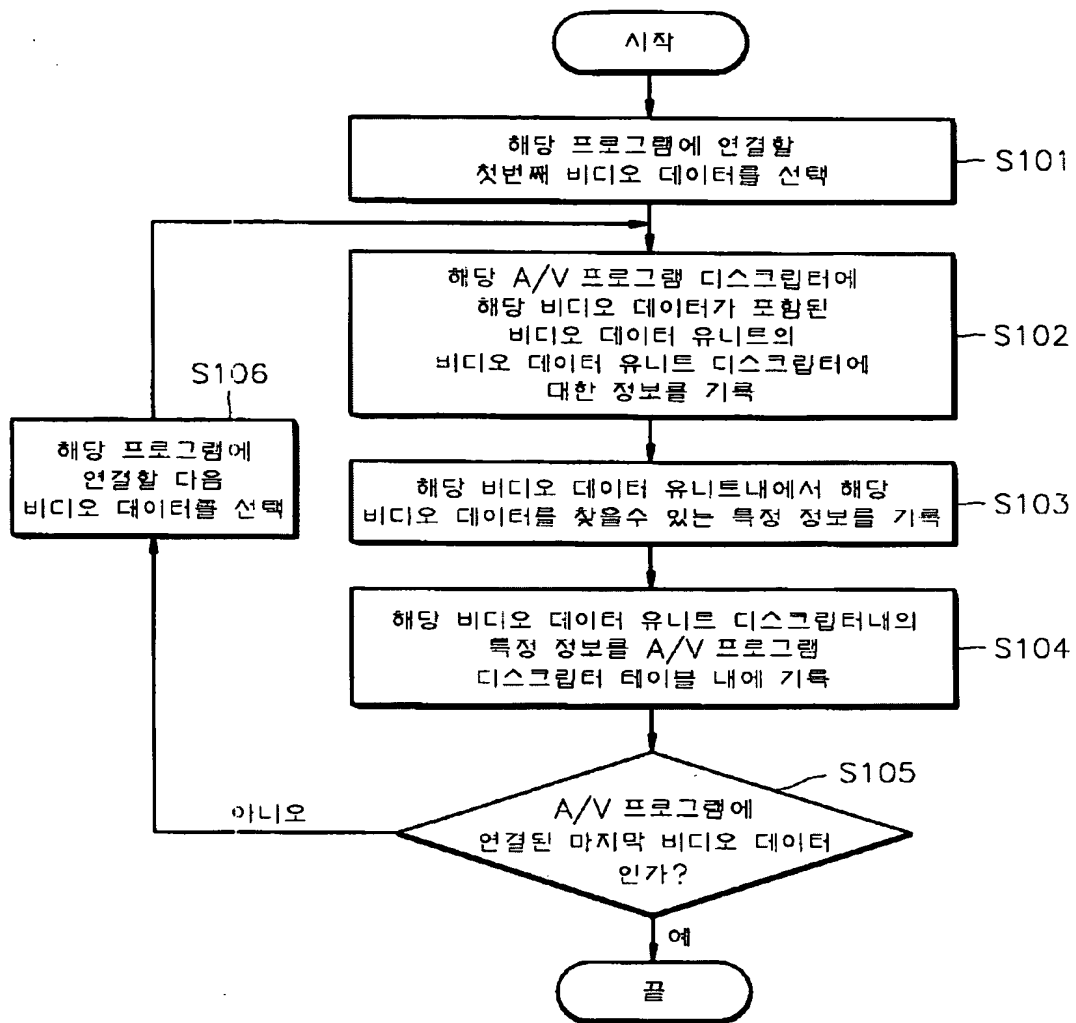 시작
해당 프로그램에 연결할
첫번째 비디오 데이터를 선택
S101
해당 A/V 프로그램 디스크립터에
해당 비디오 데이터가 포함된
비디오 데이터 유니트의
비디오 데이터 유니트 디스크립터에
대한 정보를 기록
S102
S106
해당 프로그램에
연결할 다음
비디오 데이터를 선택
해당 비디오 데이터 유니트내에서 해당
비디오 데이터를 찾을수 있는 특정 정보를 기록
S103
해당 비디오 데이터 유니트 디스크립터내의
특정 정보를 A/V 프로그램
디스크립터 테이블 내에 기록
S104
S105
A/V 프로그램에
연결된 마지막 비디오 데이터
인가?
아니오
예
끝